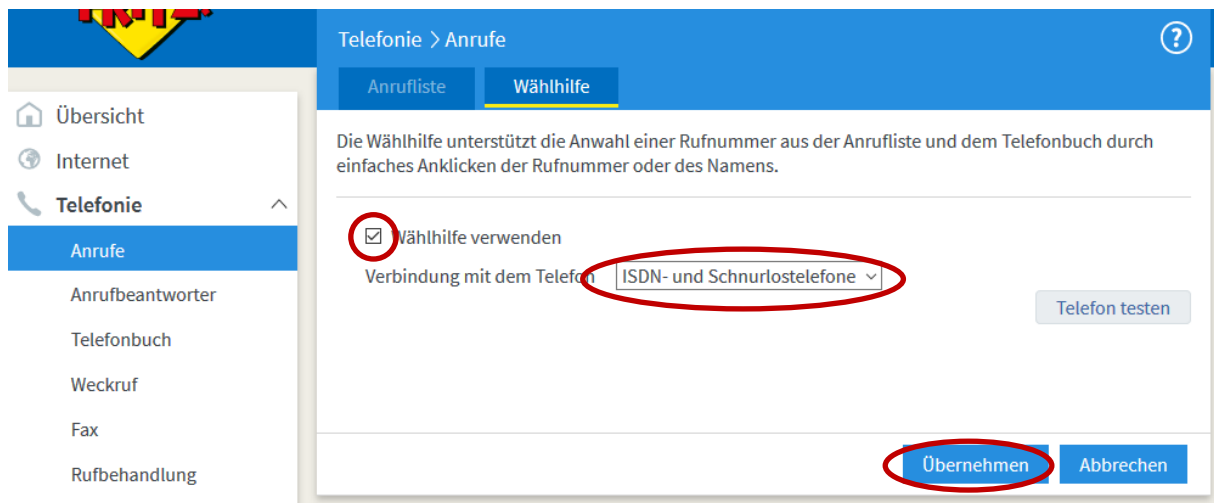 FRITZ!
Telefonie > Anrufe
?
Anrufliste
Wählhilfe
Übersicht
Internet
Telefonie
Anrufe
Anrufbeantworter
Telefonbuch
Weckruf
Fax
Rufbehandlung
Die Wählhilfe unterstützt die Anwahl einer Rufnummer aus der Anrufliste und dem Telefonbuch durch
einfaches Anklicken der Rufnummer oder des Namens.
Wählhilfe verwenden
Verbindung mit dem Telefon ISDN- und Schnurlostelefone
Telefon testen
Übernehmen Abbrechen